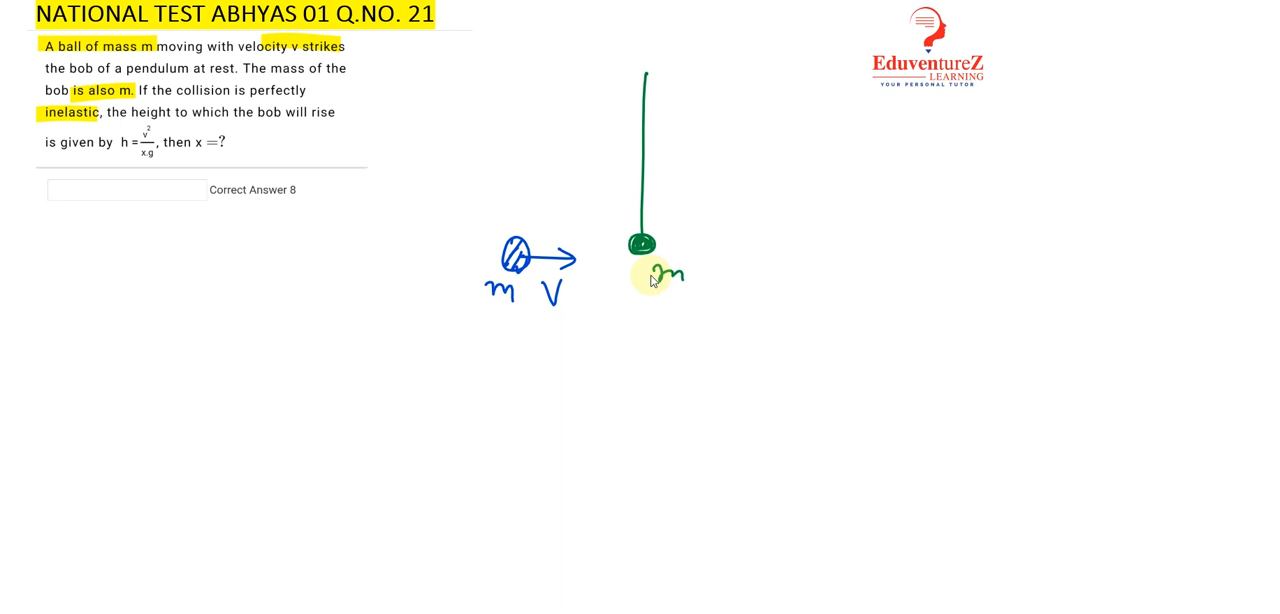 NATIONAL TEST ABHYAS 01 Q.NO. 21
A ball of mass m moving with velocity v strikes
the bob of a pendulum at rest. The mass of the
bob is also m. If the collision is perfectly
inelastic, the height to which the bob will rise
is given by h = v²/x.g, then x = ?
Correct Answer 8
EduventureZ
LEARNING
YOUR PERSONAL TUTOR
m
m V